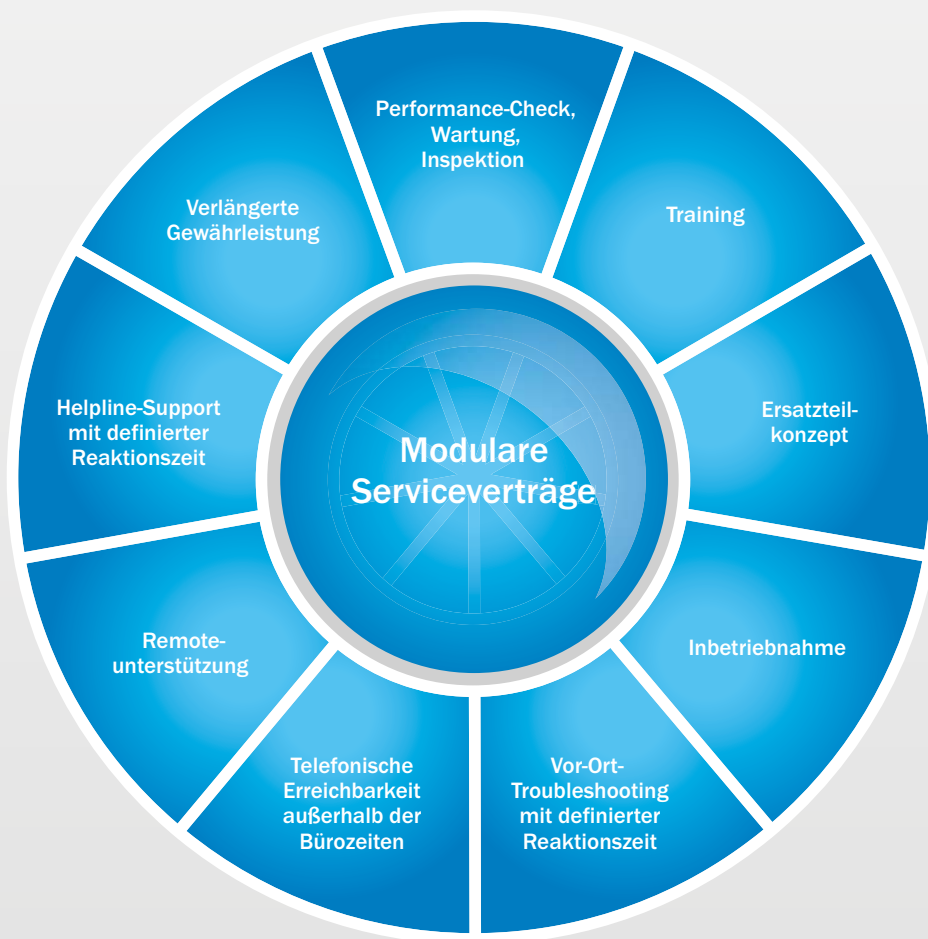 Performance-Check,
Wartung,
Inspektion
Training
Ersatzteil-
konzept
Inbetriebnahme
Vor-Ort-
Troubleshooting
mit definierter
Reaktionszeit
Telefonische
Erreichbarkeit
außerhalb der
Bürozeiten
Remote-
unterstützung
Helpline-Support
mit definierter
Reaktionszeit
Verlängerte
Gewährleistung
Modulare
Serviceverträge